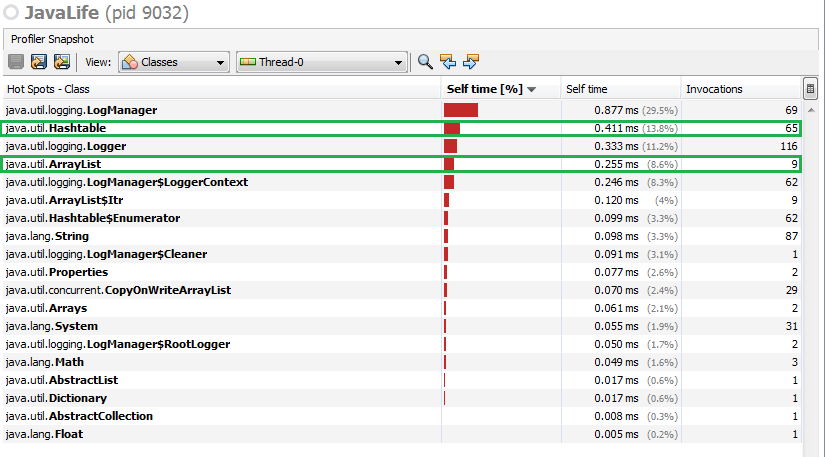 JavaLife (pid 9032)
Profiler Snapshot
View: Classes Thread-0
Hot Spots - Class Self time [%] Self time Invocations
java.util.logging.LogManager 0.877 ms (29.5%) 69
java.util.Hashtable 0.411 ms (13.8%) 65
java.util.logging.Logger 0.333 ms (11.2%) 116
java.util.ArrayList 0.255 ms (8.6%) 9
java.util.logging.LogManager$LoggerContext 0.246 ms (8.3%) 62
java.util.ArrayList$Itr 0.120 ms (4%) 9
java.util.Hashtable$Enumerator 0.099 ms (3.3%) 62
java.lang.String 0.098 ms (3.3%) 87
java.util.logging.LogManager$Cleaner 0.091 ms (3.1%) 1
java.util.Properties 0.077 ms (2.6%) 2
java.util.concurrent.CopyOnWriteArrayList 0.070 ms (2.4%) 29
java.util.Arrays 0.061 ms (2.1%) 2
java.lang.System 0.055 ms (1.9%) 31
java.util.logging.LogManager$RootLogger 0.050 ms (1.7%) 2
java.lang.Math 0.049 ms (1.6%) 3
java.util.AbstractList 0.017 ms (0.6%) 1
java.util.Dictionary 0.017 ms (0.6%) 1
java.util.AbstractCollection 0.008 ms (0.3%) 1
java.lang.Float 0.005 ms (0.2%) 1